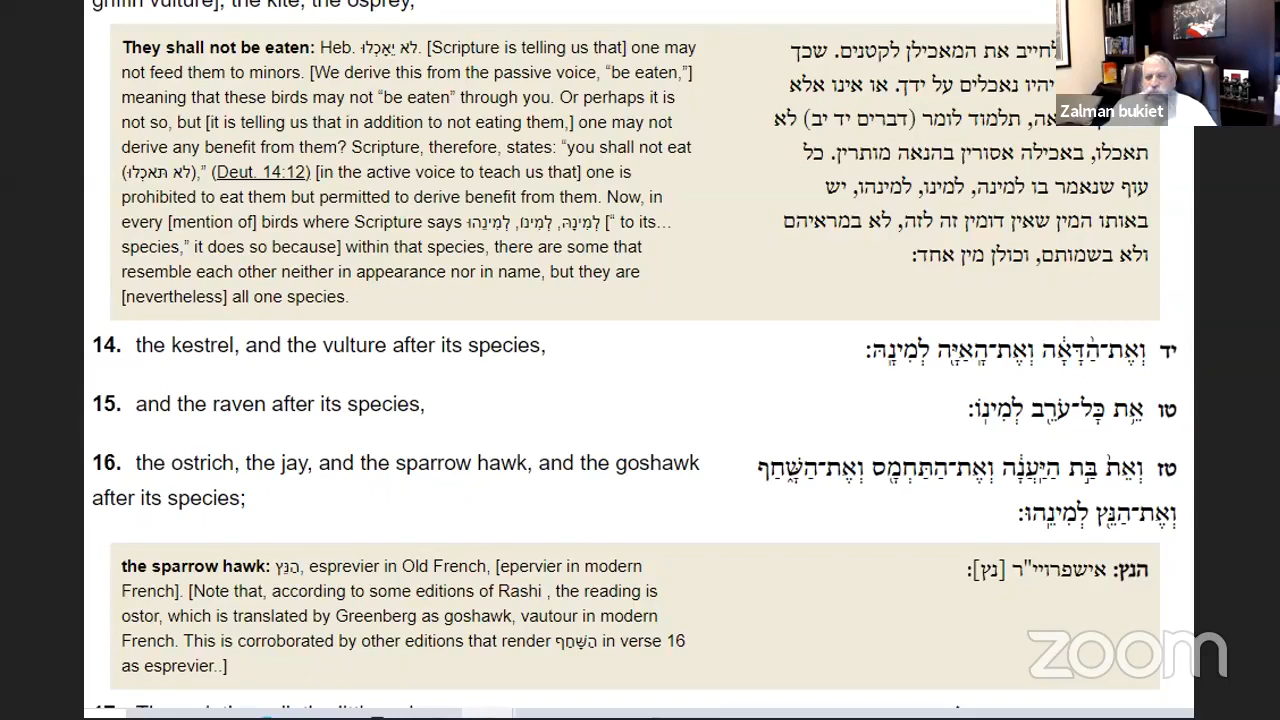 griffin vulture], the kite, the osprey,
They shall not be eaten: Heb. לֹא יֵאָכְלוּ. [Scripture is telling us that] one may
not feed them to minors. [We derive this from the passive voice, “be eaten,”]
meaning that these birds may not “be eaten” through you. Or perhaps it is
not so, but [it is telling us that in addition to not eating them,] one may not
derive any benefit from them? Scripture, therefore, states: “you shall not eat
(לֹא תֹּאכְלוּ),” (Deut. 14:12) [in the active voice to teach us that] one is
prohibited to eat them but permitted to derive benefit from them. Now, in
every [mention of] birds where Scripture says לְמִינָהּ, לְמִינוֹ, לְמִינֵהוּ [“ to its…
species,” it does so because] within that species, there are some that
resemble each other neither in appearance nor in name, but they are
[nevertheless] all one species.
לחייב את המאכילן לקטנים. שכך
יהיו נאכלים על ידך. או אינו אלא
תלמוד לומר (דברים יד יב) לא
תאכלו, באכילה אסורין בהנאה מותרין. כל
עוף שנאמר בו למינה, למינו, למינהו, יש
באותו המין שאין דומין זה לזה, לא במראיהם
ולא בשמותם, וכולן מין אחד:
Zalman bukiet
14. the kestrel, and the vulture after its species,
יד וְאֶת־הַ֨דָּאָ֔ה וְאֶת־הָֽאַיָּ֖ה לְמִינָֽהּ:
15. and the raven after its species,
טו אֵ֥ת כָּל־עֹרֵ֖ב לְמִינֽוֹ:
16. the ostrich, the jay, and the sparrow hawk, and the goshawk
after its species;
טז וְאֵת֙ בַּ֣ת הַיַּֽעֲנָ֔ה וְאֶת־הַתַּחְמָ֖ס וְאֶת־הַשָּׁ֑חַף
וְאֶת־הַנֵּ֖ץ לְמִינֵֽהוּ:
the sparrow hawk: הַנֵּץ, esprevier in Old French, [epervier in modern
French]. [Note that, according to some editions of Rashi , the reading is
ostor, which is translated by Greenberg as goshawk, vautour in modern
French. This is corroborated by other editions that render הַשָּׁחַף in verse 16
as esprevier..]
הנץ: אישפרויי"ר [נץ]:
zoom